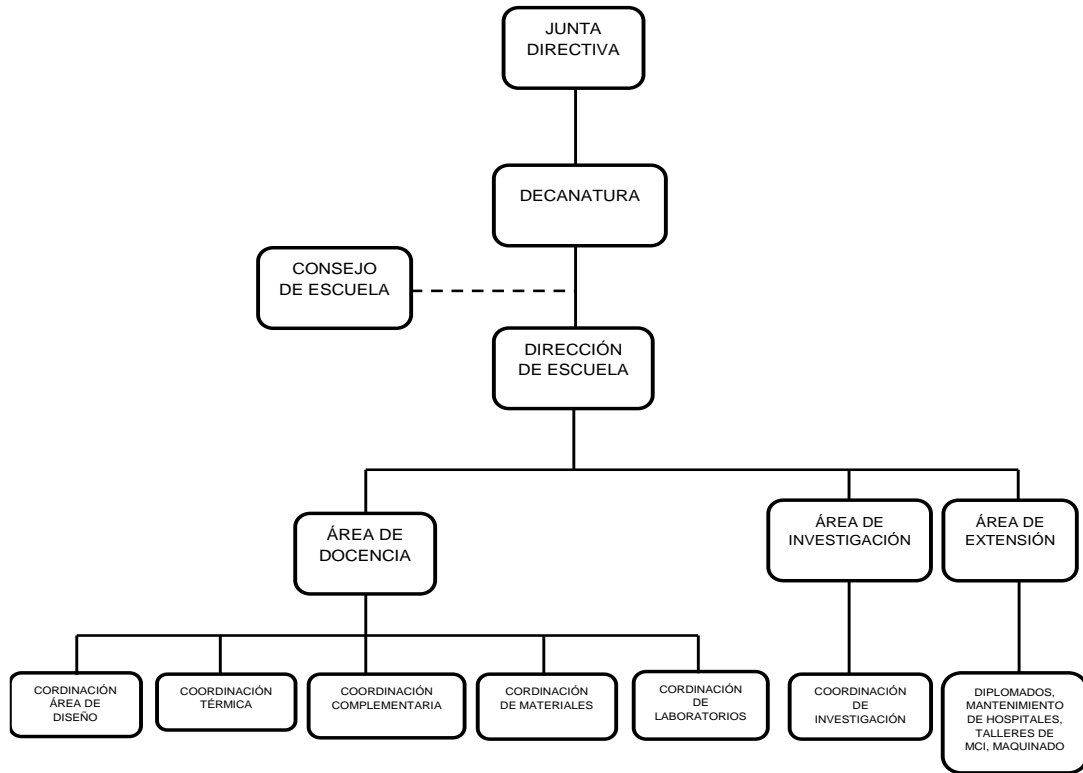 JUNTA
DIRECTIVA
DECANATURA
CONSEJO
DE ESCUELA
DIRECCIÓN
DE ESCUELA
ÁREA DE
DOCENCIA
ÁREA DE
INVESTIGACIÓN
ÁREA DE
EXTENSIÓN
CORDINACIÓN
ÁREA DE
DISEÑO
COORDINACIÓN
TÉRMICA
COORDINACIÓN
COMPLEMENTARIA
CORDINACIÓN
DE MATERIALES
CORDINACIÓN
DE
LABORATORIOS
COORDINACIÓN
DE
INVESTIGACIÓN
DIPLOMADOS,
MANTENIMIENTO
DE HOSPITALES,
TALLERES DE
MCI, MAQUINADO